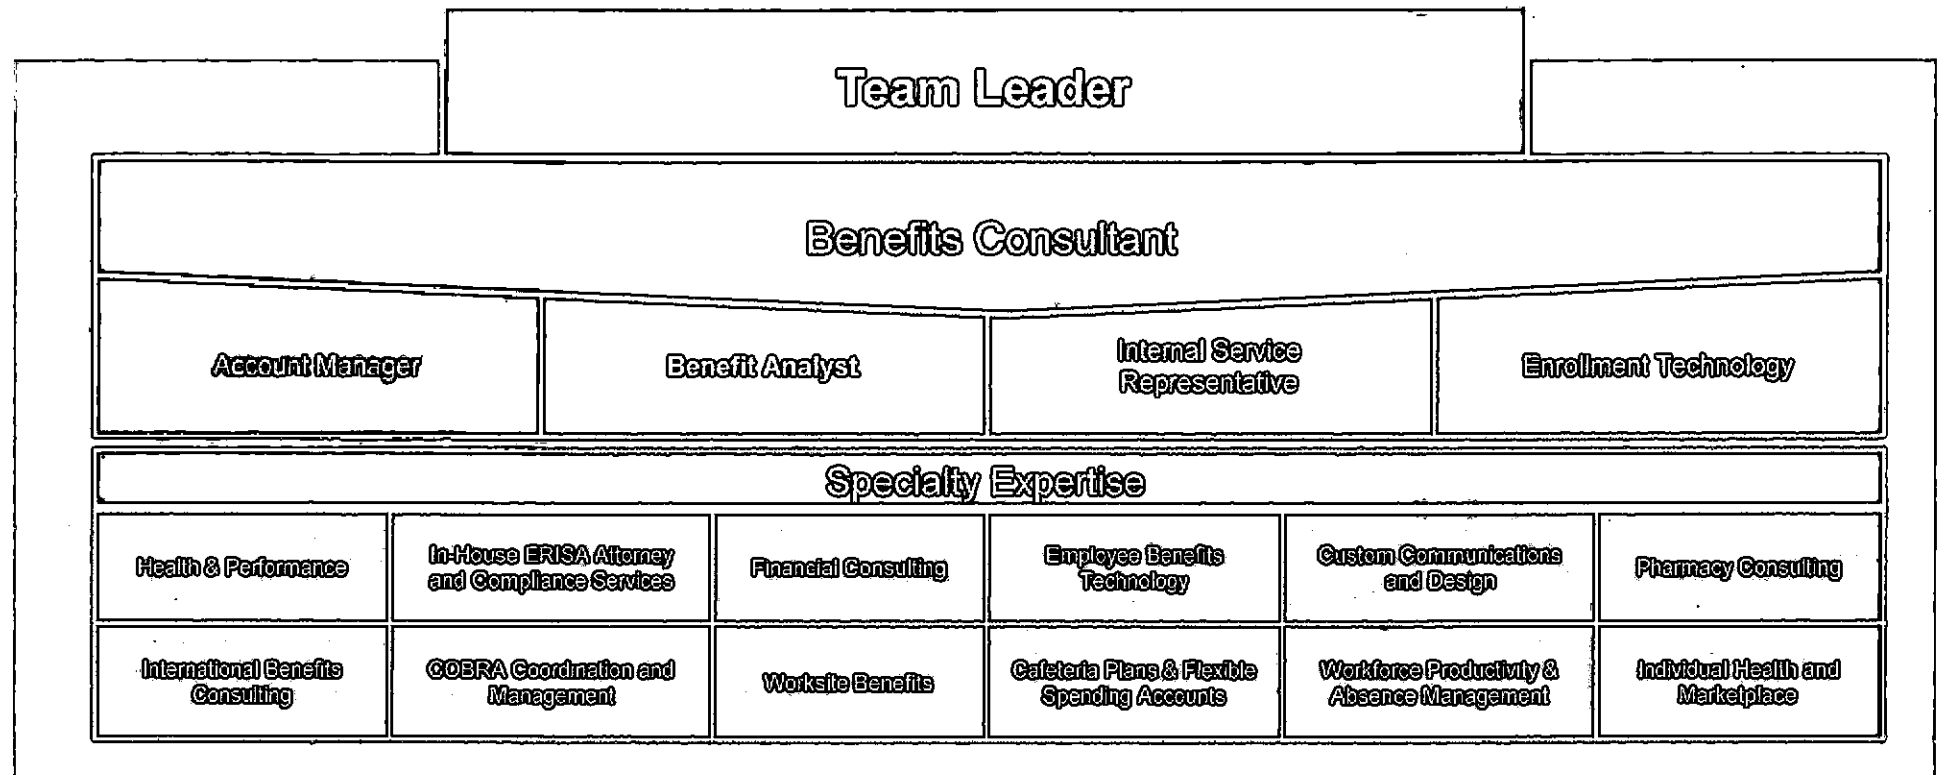 Team Leader
Benefits Consultant
Account Manager
Benefit Analyst
Internal Service
Representative
Enrollment Technology
Specialty Expertise
Health & Performance
In-House ERISA Attorney
and Compliance Services
Financial Consulting
Employee Benefits
Technology
Custom Communications
and Design
Pharmacy Consulting
International Benefits
Consulting
COBRA Coordination and
Management
Worksite Benefits
Cafeteria Plans & Flexible
Spending Accounts
Workforce Productivity &
Absence Management
Individual Health and
Marketplace